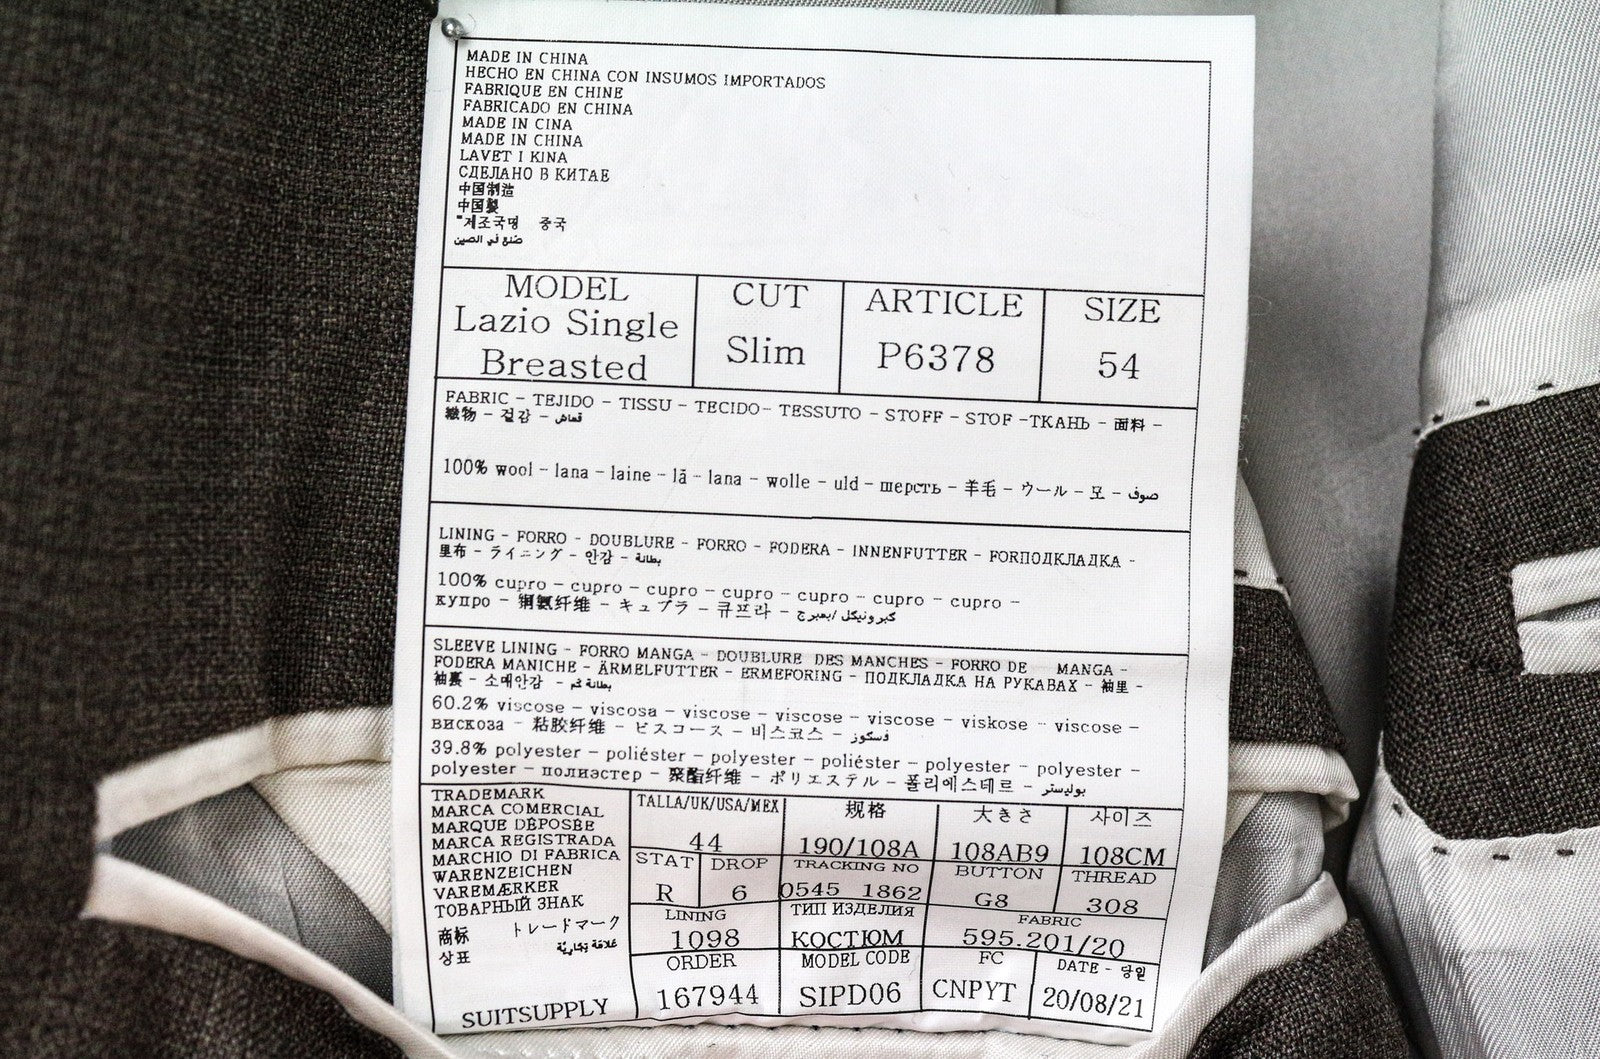 MADE IN CHINA
HECHO EN CHINA CON INSUMOS IMPORTADOS
FABRIQUE EN CHINE
FABRICADO EN CHINA
MADE IN CINA
MADE IN CHINA
LAVET I KINA
СДЕЛАНО В КИТАЕ
中国制造
中国製
"제조국명 중국
صنع في الصين
MODEL
Lazio Single
Breasted
CUT
Slim
ARTICLE
P6378
SIZE
54
FABRIC - TEJIDO - TISSU - TECIDO- TESSUTO - STOFF - STOF -ТКАНЬ - 面料 -
織物 - 겉감 - قماش
100% wool - lana - laine - lã - lana - wolle - uld - шерсть - 羊毛 - ウール - 모 - صوف
LINING - FORRO - DOUBLURE - FORRO - FODERA - INNENFUTTER - FORПОДКЛАДКА -
里布 - ライニング - 안감 - بطانة
100% cupro - cupro - cupro - cupro - cupro - cupro - cupro -
купро - 铜氨纤维 - キュプラ - 큐프라 -
SLEEVE LINING - FORRO MANGA - DOUBLURE DES MANCHES - FORRO DE MANGA -
FODERA MANICHE - ÄRMELFUTTER - ERMEFORING - ПОДКЛАДКА НА РУКАВАХ - 袖里 -
袖裏 - 소매안감 - بطانة كم
60.2% viscose - viscosa - viscose - viscose - viscose - viskose - viscose -
вискоза - 粘胶纤维 - ビスコース - 비스코스 - فسكوز
39.8% polyester - poliéster - polyester - poliéster - polyester - polyester -
polyester - полиэстер - 聚酯纤维 - ポリエステル - 폴리에스테르 - بوليستر
TRADEMARK
MARCA COMERCIAL
MARQUE DÉPOSÉE
MARCA REGISTRADA
MARCHIO DI FABRICA
WARENZEICHEN
VAREMÆRKER
ТОВАРНЫЙ ЗНАК
商标 トレードマーク
상표 علامة تجارية
SUITSUPPLY
TALLA/UK/USA/MEX
44
规格
190/108A
大きさ
108AB9
사이즈
108CM
STAT
R
DROP
6
TRACKING NO
0545 1862
BUTTON
G8
THREAD
308
LINING
1098
ТИП ИЗДЕЛИЯ
КОСТЮМ
FABRIC
595.201/20
ORDER
167944
MODEL CODE
SIPD06
FC
CNPYT
DATE - 당일
20/08/21